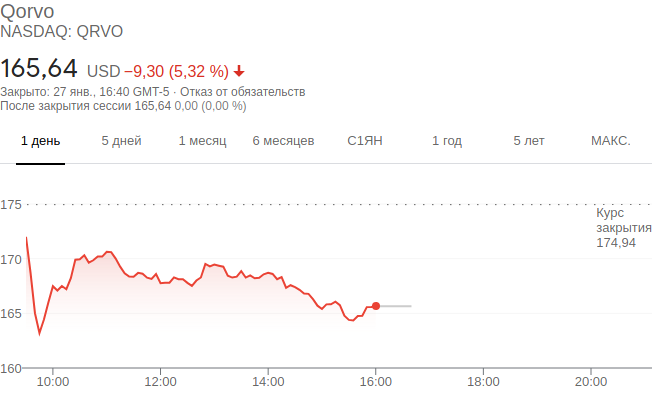 Qorvo
NASDAQ: QRVO
165,64 USD −9,30 (5,32 %)
Закрыто: 27 янв., 16:40 GMT-5 · Отказ от обязательств
После закрытия сессии 165,64 0,00 (0,00 %)
1 день 5 дней 1 месяц 6 месяцев С1ЯН 1 год 5 лет МАКС.
175
Курс
закрытия
174,94
170
165
160
10:00 12:00 14:00 16:00 18:00 20:00